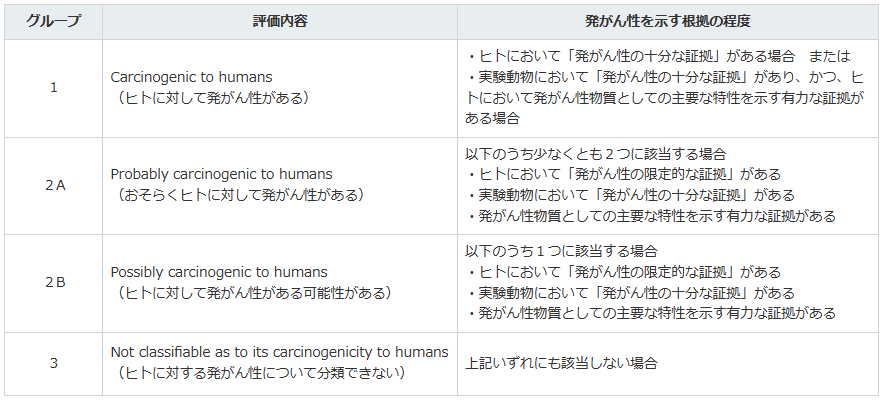 グループ
評価内容
発がん性を示す根拠の程度
1
Carcinogenic to humans
（ヒトに対して発がん性がある）
・ヒトにおいて「発がん性の十分な証拠」がある場合　または
・実験動物において「発がん性の十分な証拠」があり、かつ、ヒ
トにおいて発がん性物質としての主要な特性を示す有力な証拠が
ある場合
２A
Probably carcinogenic to humans
（おそらくヒトに対して発がん性がある）
以下のうち少なくとも２つに該当する場合
・ヒトにおいて「発がん性の限定的な証拠」がある
・実験動物において「発がん性の十分な証拠」がある
・発がん性物質としての主要な特性を示す有力な証拠がある
２B
Possibly carcinogenic to humans
（ヒトに対して発がん性がある可能性がある）
以下のうち１つに該当する場合
・ヒトにおいて「発がん性の限定的な証拠」がある
・実験動物において「発がん性の十分な証拠」がある
・発がん性物質としての主要な特性を示す有力な証拠がある
3
Not classifiable as to its carcinogenicity to humans
（ヒトに対する発がん性について分類できない）
上記いずれにも該当しない場合